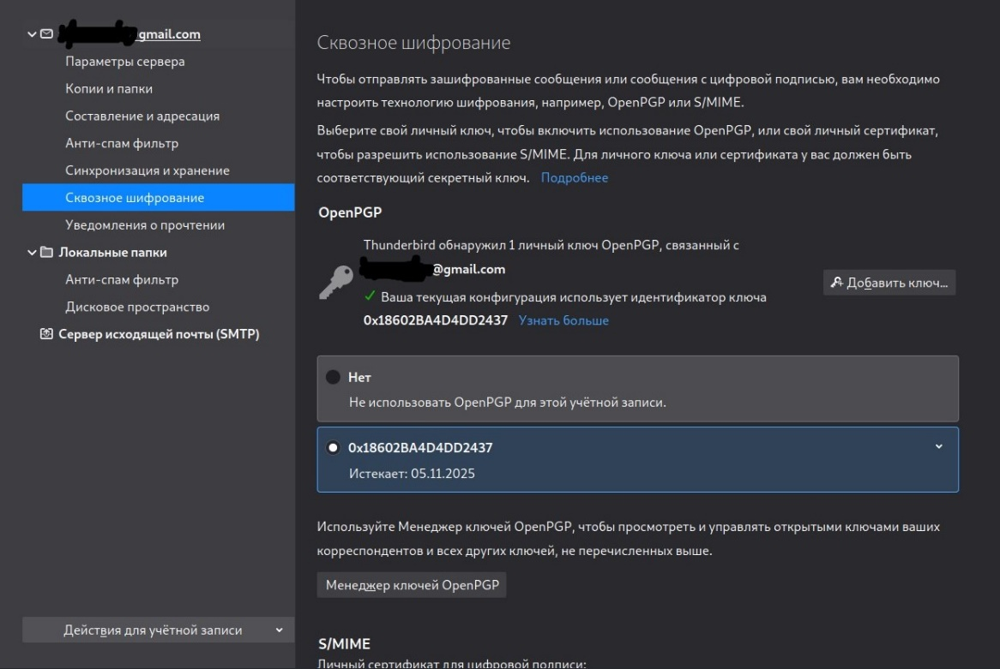 gmail.com
Параметры сервера
Копии и папки
Составление и адресация
Анти-спам фильтр
Синхронизация и хранение
Сквозное шифрование
Уведомления о прочтении
Локальные папки
Анти-спам фильтр
Дисковое пространство
Сервер исходящей почты (SMTP)
Действия для учётной записи
Сквозное шифрование
Чтобы отправлять зашифрованные сообщения или сообщения с цифровой подписью, вам необходимо
настроить технологию шифрования, например, OpenPGP или S/MIME.
Выберите свой личный ключ, чтобы включить использование OpenPGP, или свой личный сертификат,
чтобы разрешить использование S/MIME. Для личного ключа или сертификата у вас должен быть
соответствующий секретный ключ. Подробнее
OpenPGP
Thunderbird обнаружил 1 личный ключ OpenPGP, связанный с
@gmail.com
Ваша текущая конфигурация использует идентификатор ключа
0x18602BA4D4DD2437 Узнать больше
Добавить ключ...
Нет
Не использовать OpenPGP для этой учётной записи.
0x18602BA4D4DD2437
Истекает: 05.11.2025
Используйте Менеджер ключей OpenPGP, чтобы просмотреть и управлять открытыми ключами ваших
корреспондентов и всех других ключей, не перечисленных выше.
Менеджер ключей OpenPGP
S/MIME
Личный сертификат для цифровой подписи: